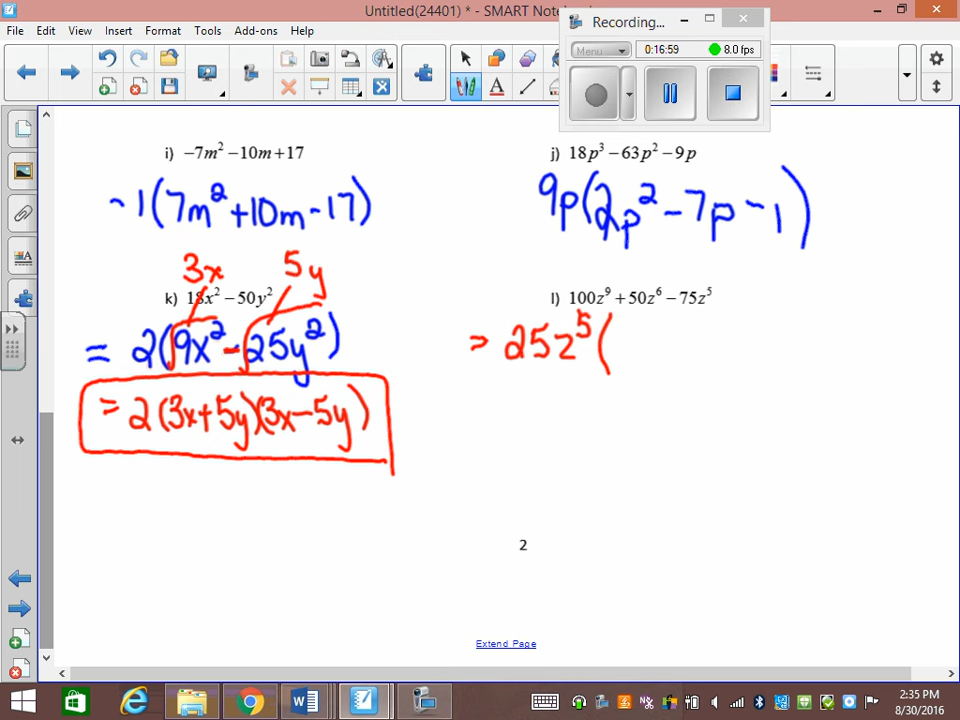 Untitled(24401) * - SMART Notebook
Recording...
File Edit View Insert Format Tools Add-ons Help
Menu
0:16:59
8.0 fps
i) −7m² −10m+17
j) 18p³ −63p² −9p
-1(7m²+10m-17)
9p(2p²-7p-1)
3x 5y
k) 18x² −50y²
l) 100z⁹ +50z⁶ −75z⁵
= 2(√9x² - √25y²)
= 25z⁵(
= 2(3x+5y)(3x-5y)
2
Extend Page
2:35 PM
8/30/2016